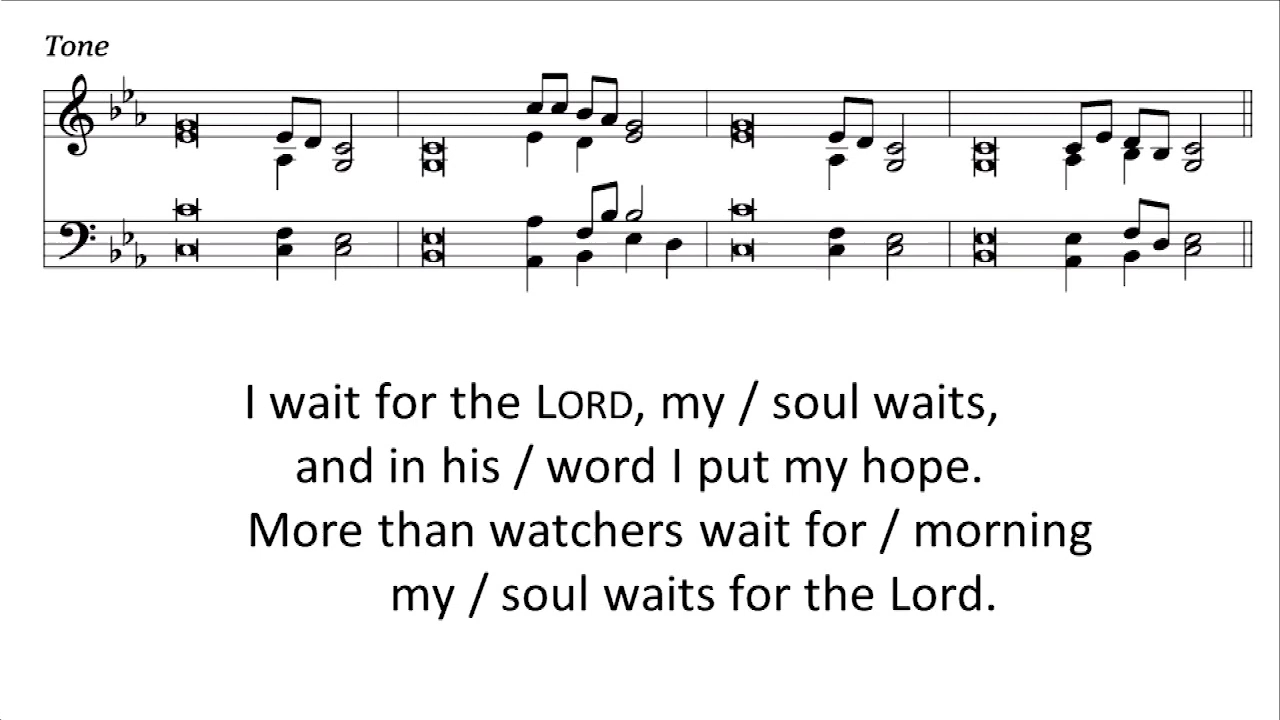 Tone
I wait for the LORD, my / soul waits,
and in his / word I put my hope.
More than watchers wait for / morning
my / soul waits for the Lord.